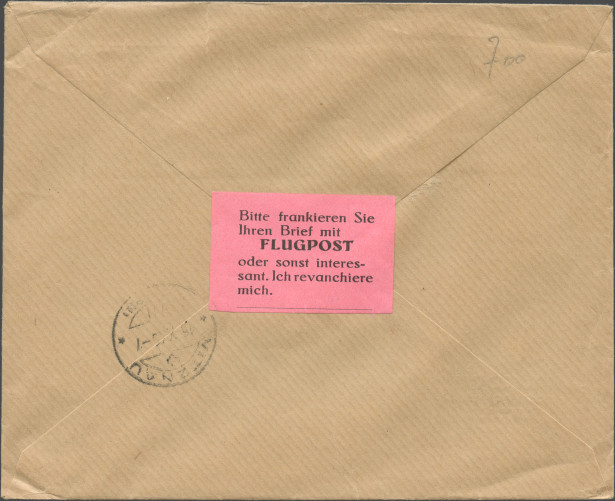 700
Bitte frankieren Sie
Ihren Brief mit
FLUGPOST
oder sonst interes-
sant. Ich revanchiere
mich.